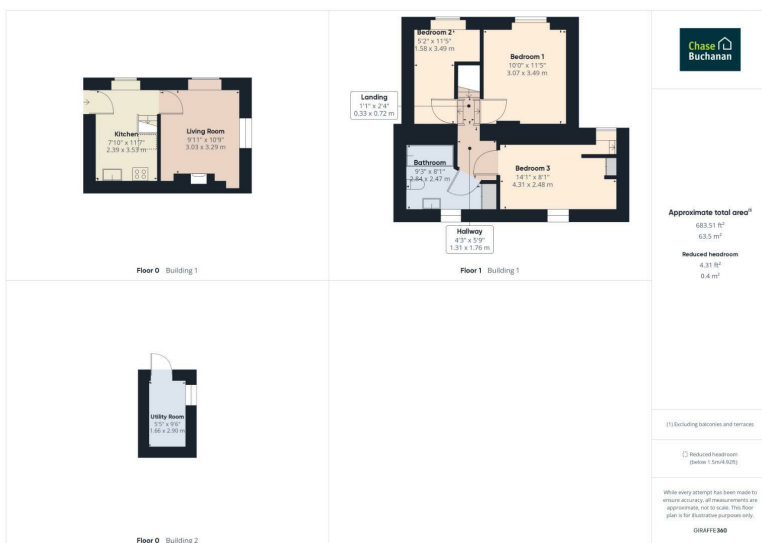 Kitchen
7'10" x 11'7"
2.39 x 3.53 m
Living Room
9'11" x 10'9"
3.03 x 3.29 m
Floor 0 Building 1
Bedroom 2
5'2" x 11'5"
1.58 x 3.49 m
Bedroom 1
10'0" x 11'5"
3.07 x 3.49 m
Landing
1'1" x 2'4"
0.33 x 0.72 m
Bathroom
9'3" x 8'1"
2.84 x 2.47 m
Bedroom 3
14'1" x 8'1"
4.31 x 2.48 m
Hallway
4'3" x 5'9"
1.31 x 1.76 m
Floor 1 Building 1
Utility Room
5'5" x 9'6"
1.66 x 2.90 m
Floor 0 Building 2
Chase
Buchanan
Approximate total area(1)
683.51 ft²
63.5 m²
Reduced headroom
4.31 ft²
0.4 m²
(1) Excluding balconies and terraces
Reduced headroom
(below 1.5m/4.92ft)
While every attempt has been made to
ensure accuracy, all measurements are
approximate, not to scale. This floor
plan is for illustrative purposes only.
GIRAFFE360